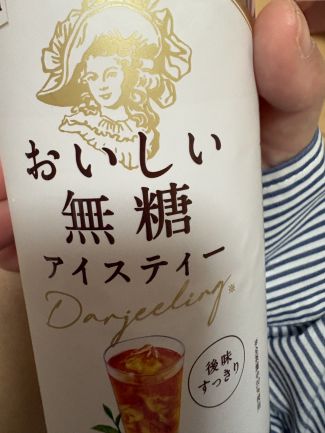 おいしい
無糖
アイスティー
Darjeeling※
後味
すっきり